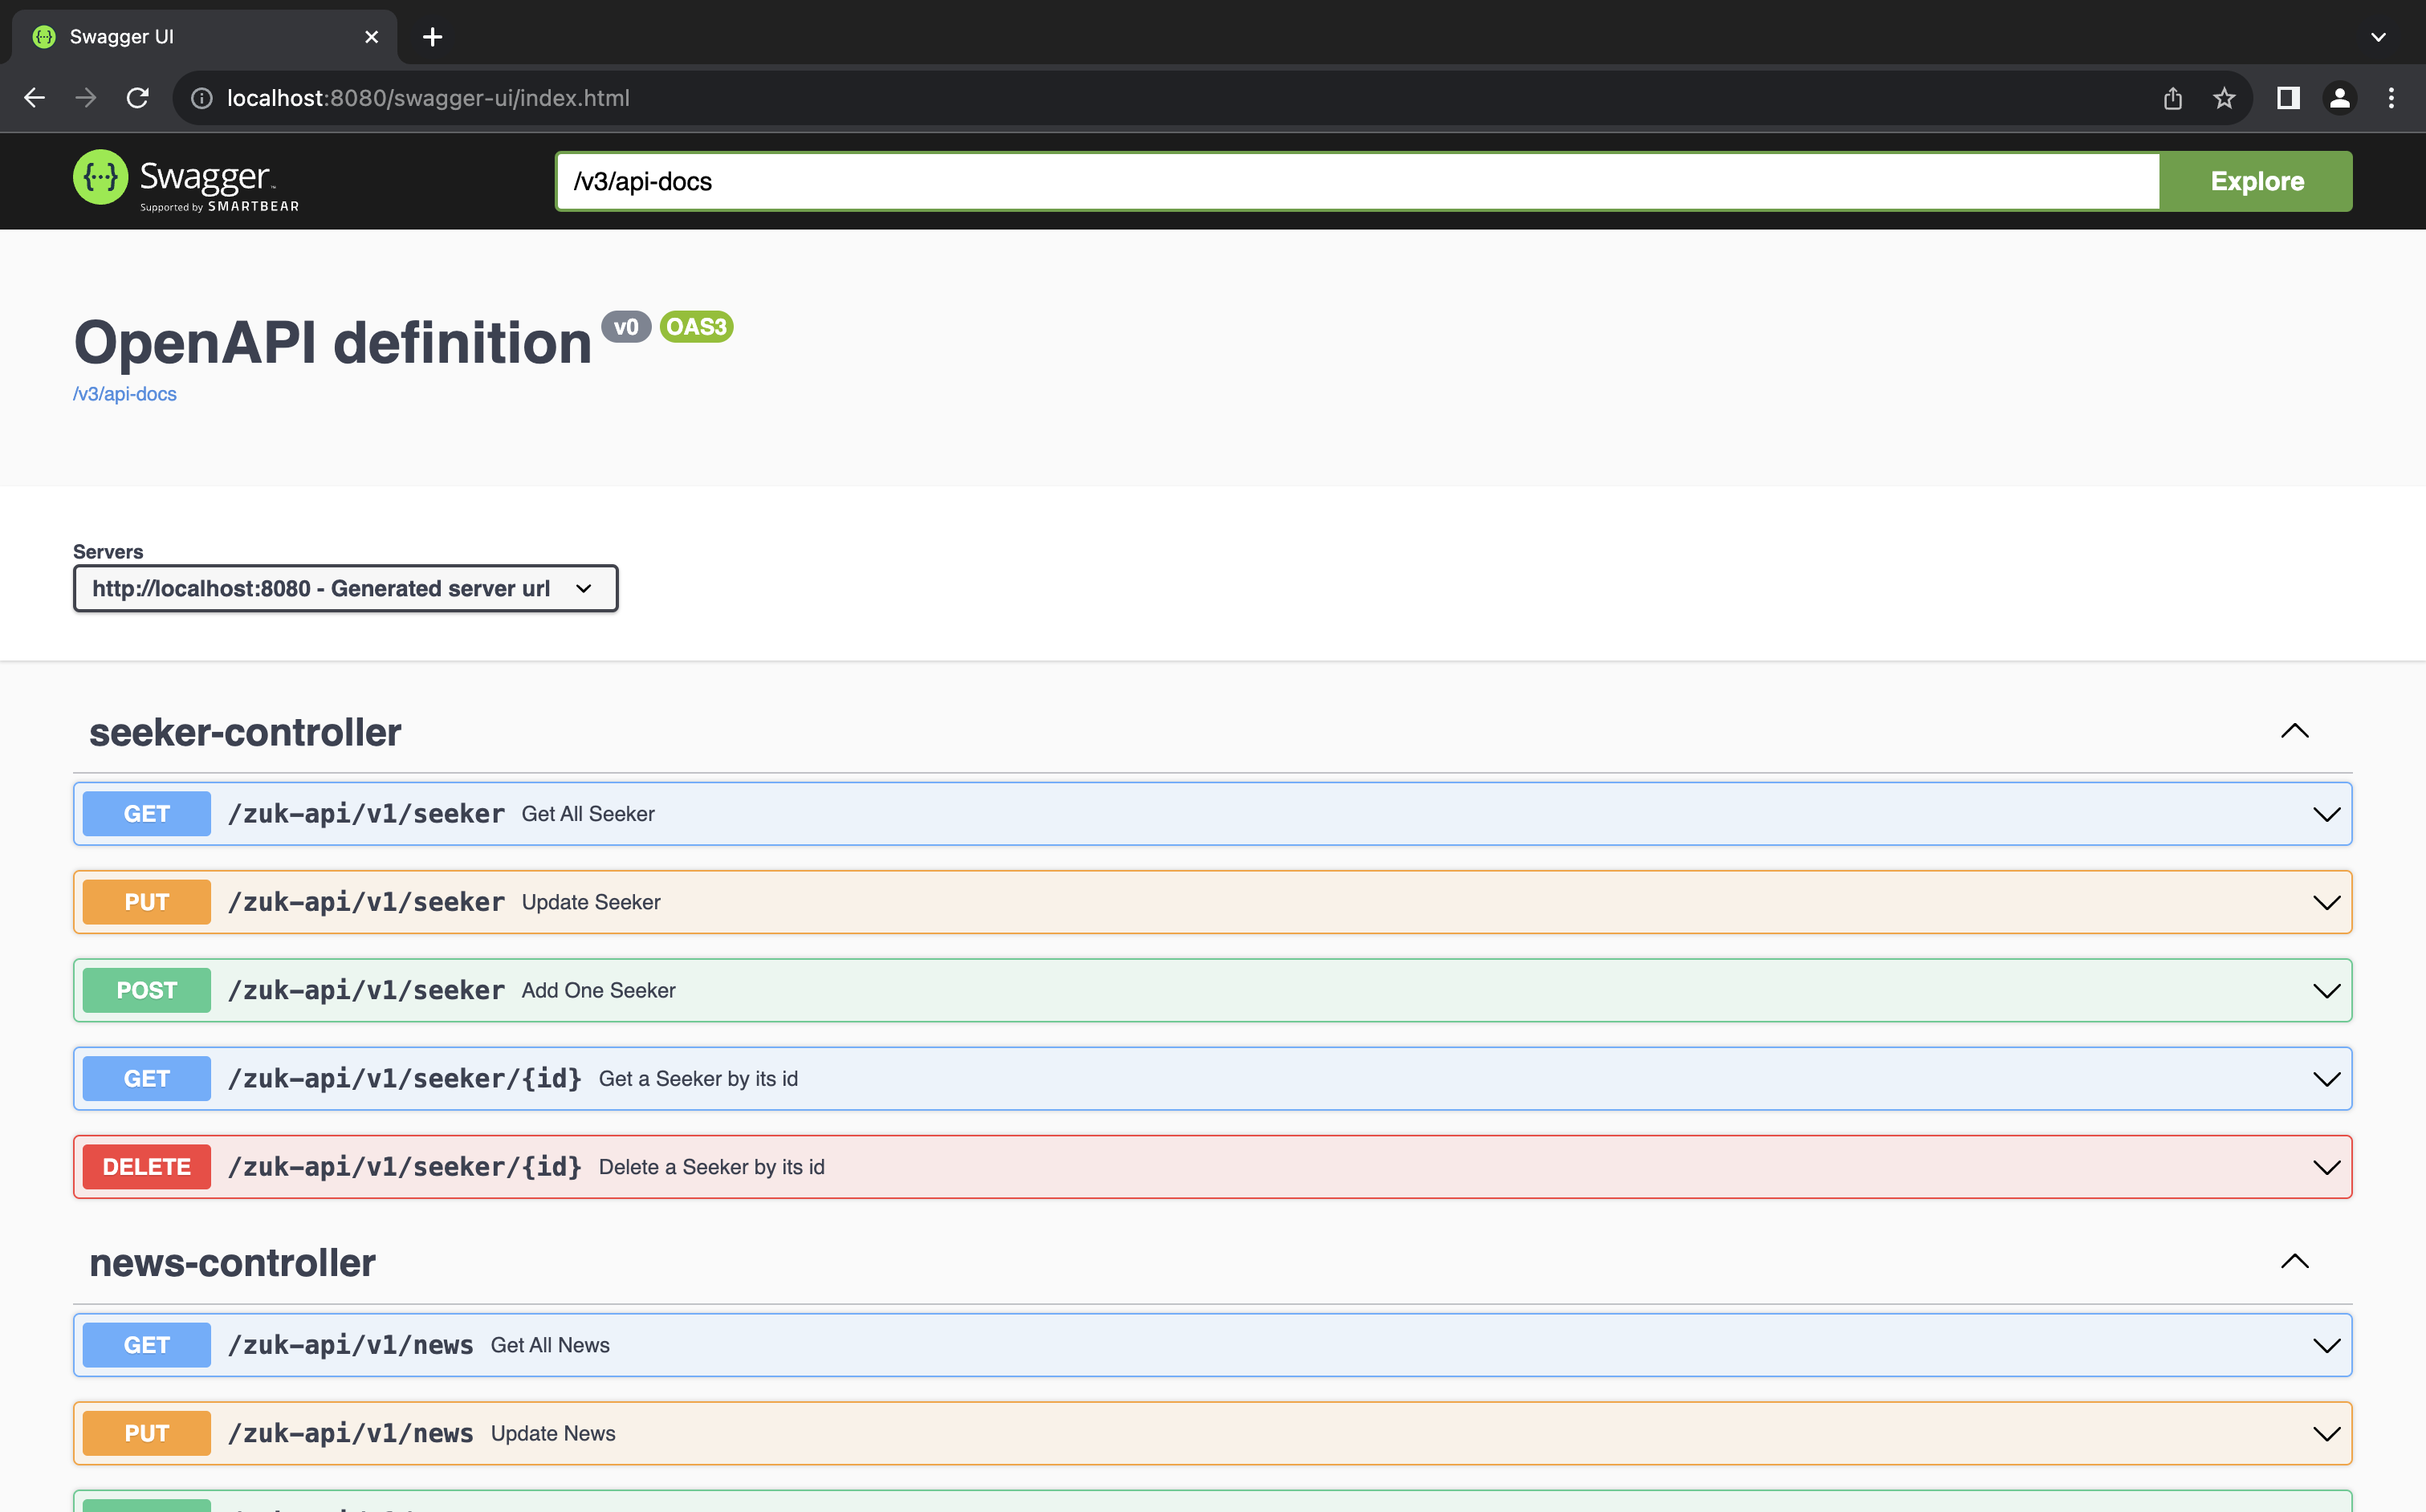 Swagger UI
localhost:8080/swagger-ui/index.html
Swagger
Supported by SMARTBEAR
/v3/api-docs
Explore
OpenAPI definition v0 OAS3
/v3/api-docs
Servers
http://localhost:8080 - Generated server url
seeker-controller
GET /zuk-api/v1/seeker Get All Seeker
PUT /zuk-api/v1/seeker Update Seeker
POST /zuk-api/v1/seeker Add One Seeker
GET /zuk-api/v1/seeker/{id} Get a Seeker by its id
DELETE /zuk-api/v1/seeker/{id} Delete a Seeker by its id
news-controller
GET /zuk-api/v1/news Get All News
PUT /zuk-api/v1/news Update News